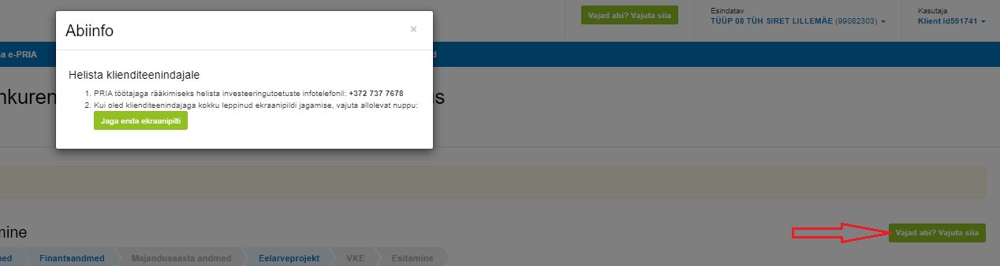 Abiinfo
×
Helista klienditeenindajale
1. PRIA töötajaga rääkimiseks helista investeeringutoetuste infotelefonil: +372 737 7678
2. Kui oled klienditeenindajaga kokku leppinud ekraanipildi jagamise, vajuta allolevat nuppu:
Jaga enda ekraanipilti
Vajad abi? Vajuta siia
Esindatav
TÜÜP 08 TÜH SIRET LILLEMÄE (99082303)
Kasutaja
Klient Id591741
a e-PRIA
d
nkuren
us
mine
Vajad abi? Vajuta siia
med
Finantsandmed
Majandusaasta andmed
Eelarveprojekt
VKE
Esitamine